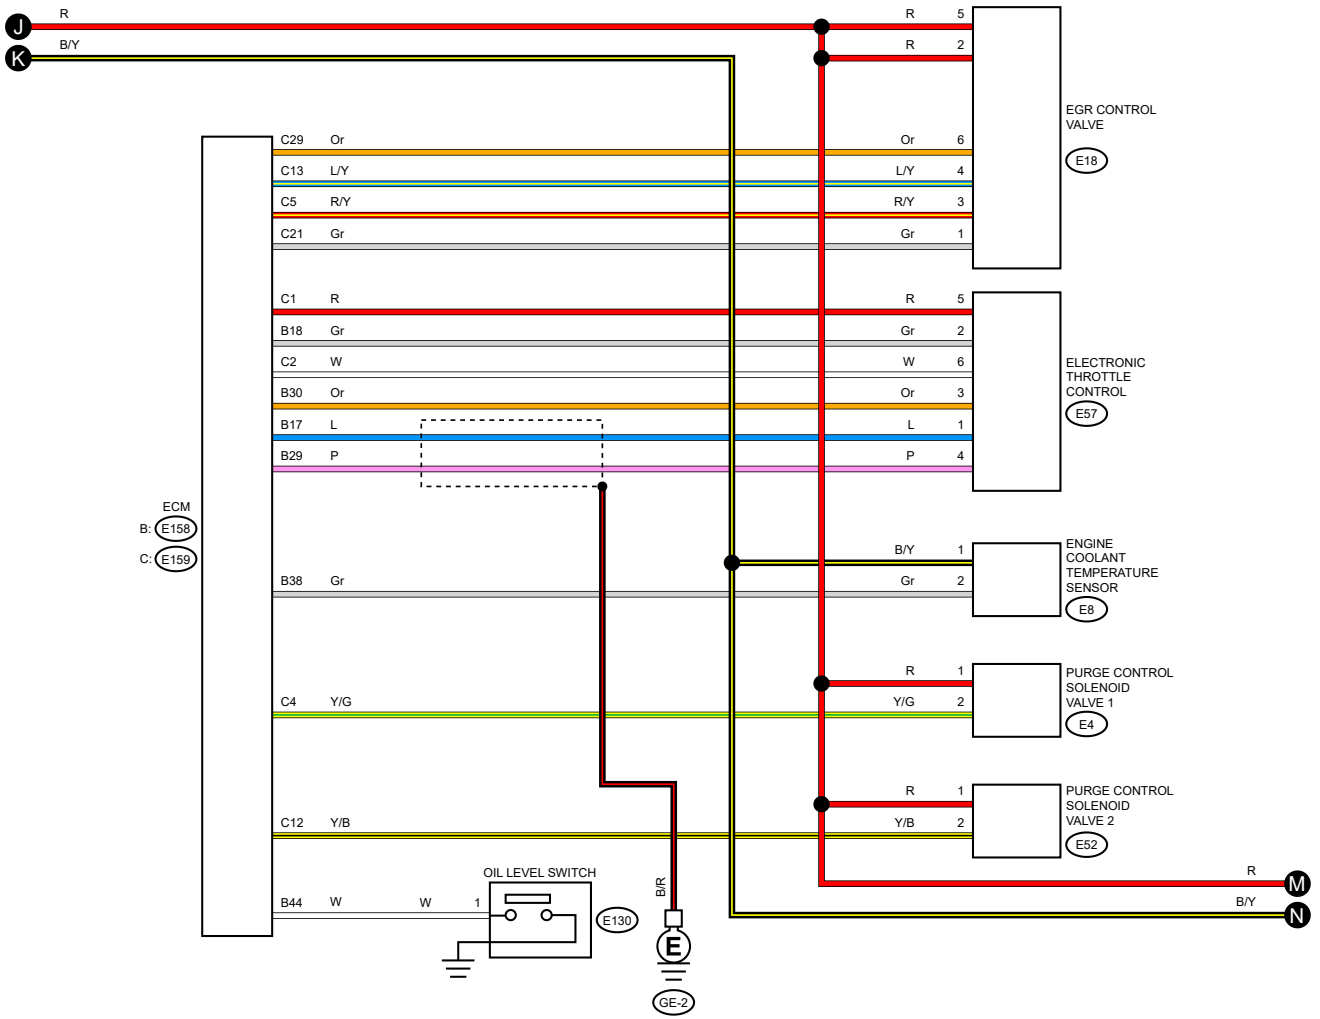 J R R 5
K B/Y R 2
EGR CONTROL
VALVE
E18
C29 Or Or 6
C13 L/Y L/Y 4
C5 R/Y R/Y 3
C21 Gr Gr 1
C1 R R 5
B18 Gr Gr 2
C2 W W 6
B30 Or Or 3
B17 L L 1
B29 P P 4
ELECTRONIC
THROTTLE
CONTROL
E57
ECM
B: E158
C: E159
B/Y 1
B38 Gr Gr 2
ENGINE
COOLANT
TEMPERATURE
SENSOR
E8
R 1
C4 Y/G Y/G 2
PURGE CONTROL
SOLENOID
VALVE 1
E4
R 1
C12 Y/B Y/B 2
PURGE CONTROL
SOLENOID
VALVE 2
E52
OIL LEVEL SWITCH
B44 W W 1
E130
B/R
E
GE-2
R M
B/Y N